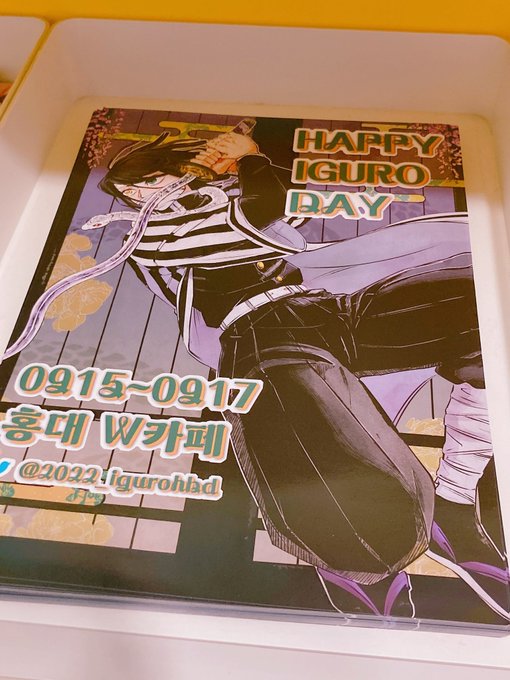 HAPPY
IGURO
DAY
0915~0917
홍대 W카페
@2022_igurohbd